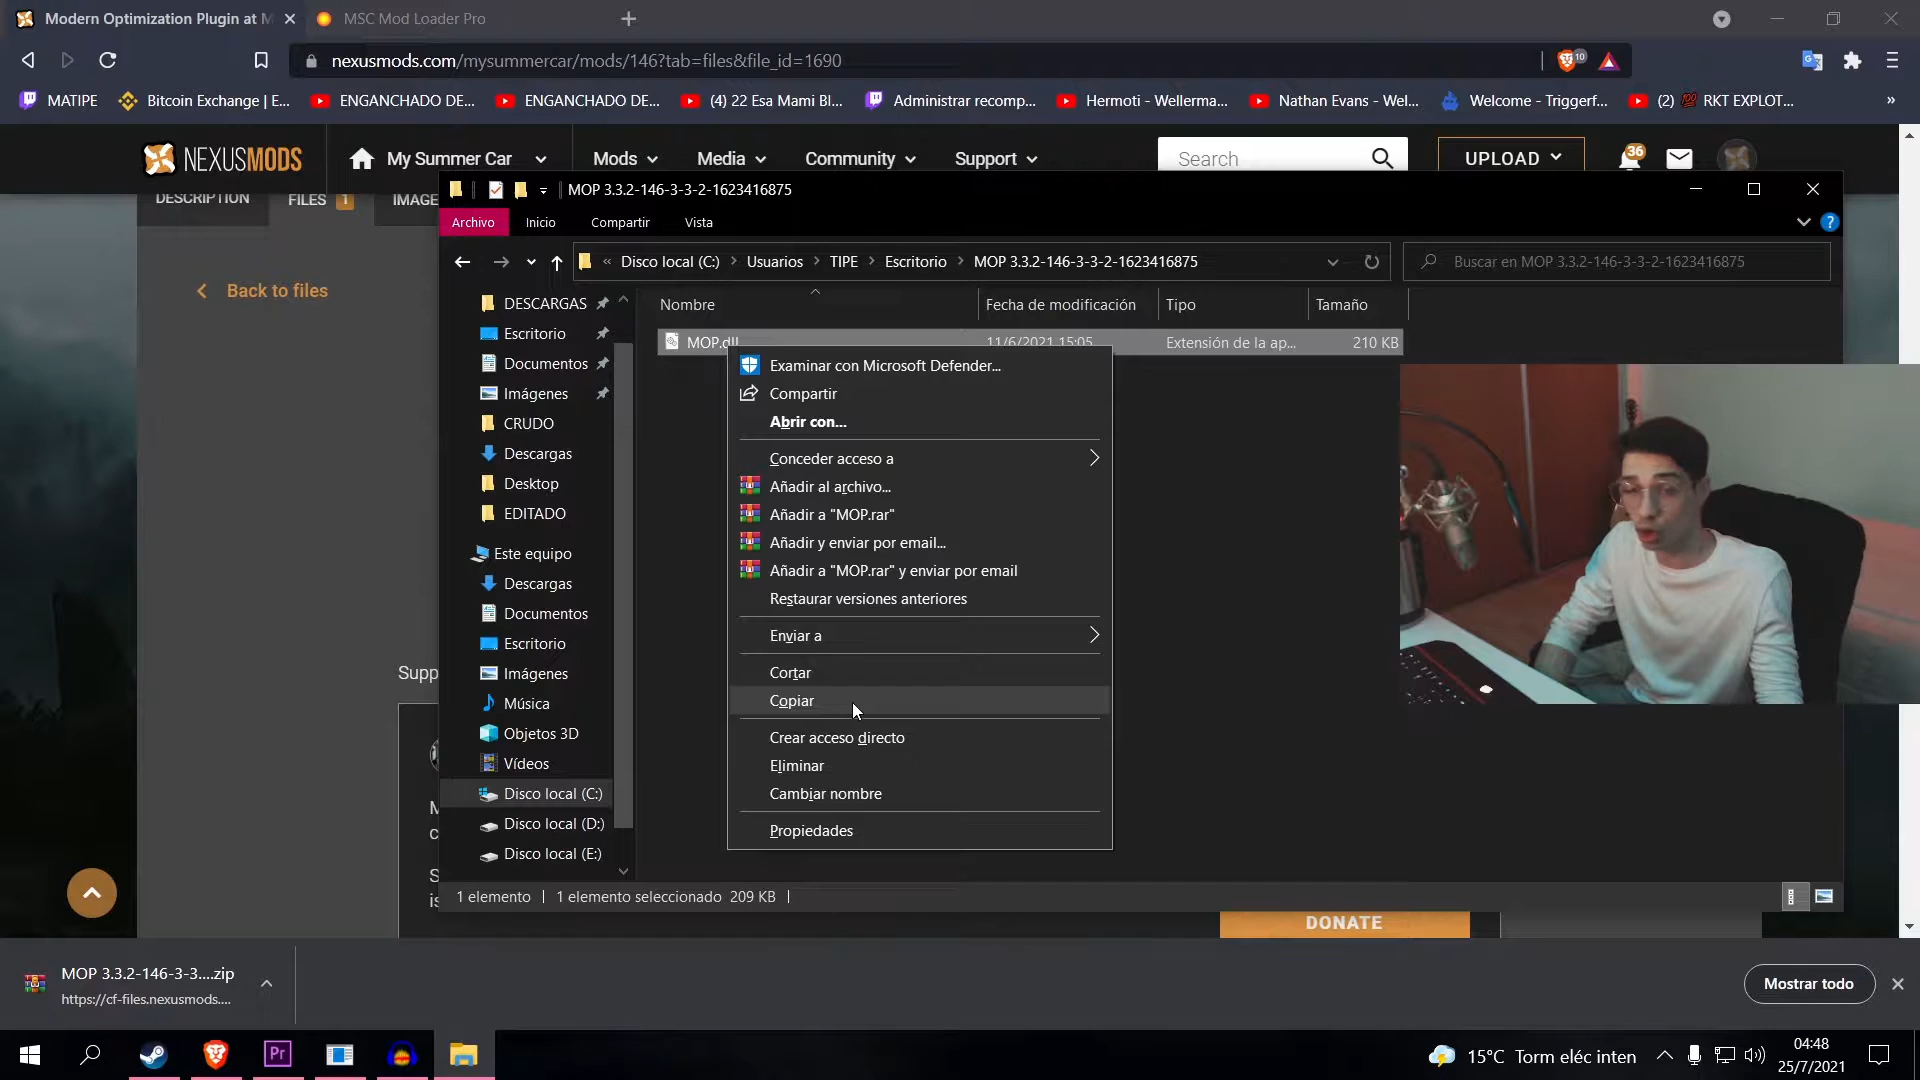 Modern Optimization Plugin at M
MSC Mod Loader Pro
nexusmods.com/mysummercar/mods/146?tab=files&file_id=1690
10
MATIPE
Bitcoin Exchange | E...
ENGANCHADO DE...
ENGANCHADO DE...
(4) 22 Esa Mami Bl...
Administrar recomp...
Hermoti - Wellerma...
Nathan Evans - Wel...
Welcome - Triggerf...
(2) 💯 RKT EXPLOT...
»
NEXUSMODS
My Summer Car
Mods
Media
Community
Support
Search
UPLOAD
36
DESCRIPTION
FILES 1
IMAGE
MOP 3.3.2-146-3-3-2-1623416875
Archivo
Inicio
Compartir
Vista
?
« Disco local (C:) > Usuarios > TIPE > Escritorio > MOP 3.3.2-146-3-3-2-1623416875
Buscar en MOP 3.3.2-146-3-3-2-1623416875
Back to files
Nombre
Fecha de modificación
Tipo
Tamaño
MOP.dll
11/6/2021 15:05
Extensión de la ap...
210 KB
DESCARGAS
Escritorio
Documentos
Imágenes
CRUDO
Descargas
Desktop
EDITADO
Este equipo
Descargas
Documentos
Escritorio
Imágenes
Música
Objetos 3D
Vídeos
Disco local (C:)
Disco local (D:)
Disco local (E:)
Examinar con Microsoft Defender...
Compartir
Abrir con...
Conceder acceso a
Añadir al archivo...
Añadir a "MOP.rar"
Añadir y enviar por email...
Añadir a "MOP.rar" y enviar por email
Restaurar versiones anteriores
Enviar a
Cortar
Copiar
Crear acceso directo
Eliminar
Cambiar nombre
Propiedades
Supp
M
c
S
is
1 elemento
1 elemento seleccionado 209 KB
DONATE
MOP 3.3.2-146-3-3....zip
https://cf-files.nexusmods....
Mostrar todo
Pr
15°C Torm eléc inten
04:48
25/7/2021